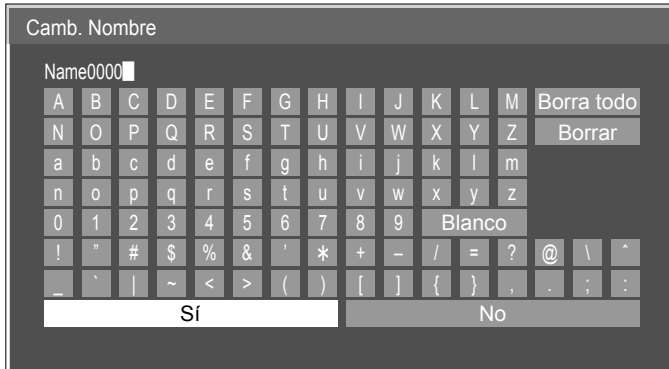 Camb. Nombre
Name0000
A B C D E F G H I J K L M Borra todo
N O P Q R S T U V W X Y Z Borrar
a b c d e f g h i j k l m
n o p q r s t u v w x y z
0 1 2 3 4 5 6 7 8 9 Blanco
! " # $ % & ' * + – / = ? @ \ ˆ
_ ` | ~ < > ( ) [ ] { } , . ; :
Sí No